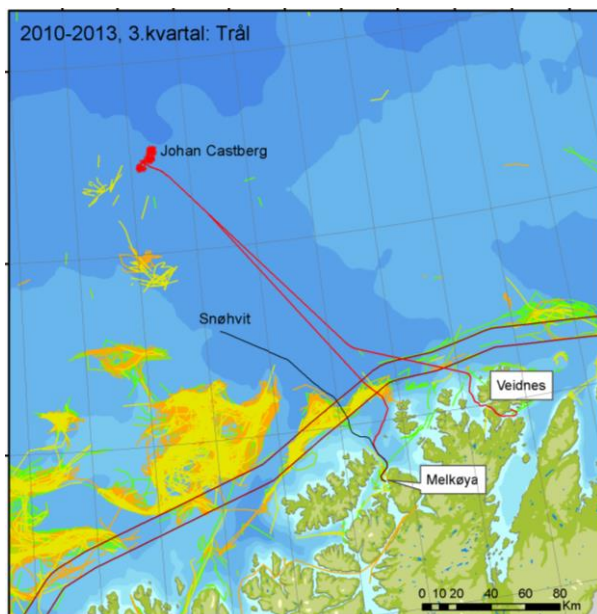 2010-2013, 3.kvartal: Trål
Johan Castberg
Snøhvit
Veidnes
Melkøya
0 10 20 40 60 80
Km